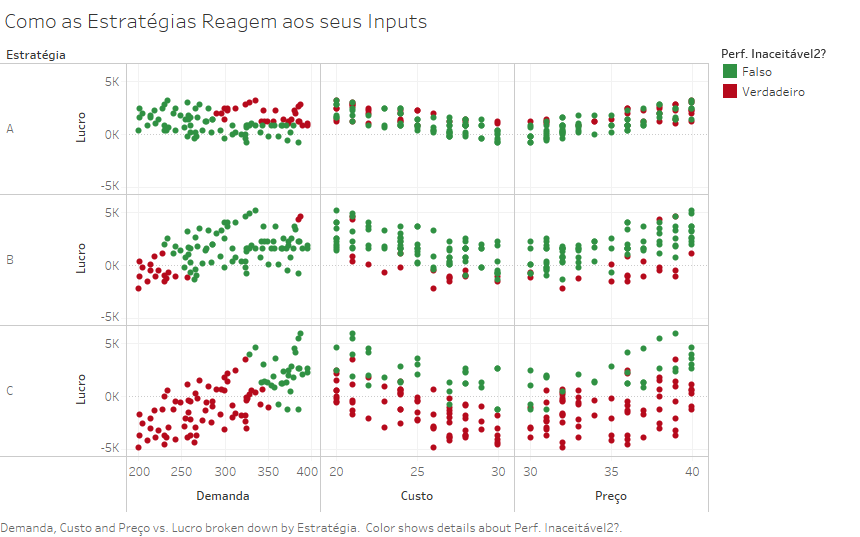 Como as Estratégias Reagem aos seus Inputs
Estratégia
Perf. Inaceitável2?
Falso
Verdadeiro
A
Lucro
5K
0K
-5K
B
Lucro
5K
0K
-5K
C
Lucro
5K
0K
-5K
200 250 300 350 400 20 25 30 30 35 40
Demanda Custo Preço
Demanda, Custo and Preço vs. Lucro broken down by Estratégia. Color shows details about Perf. Inaceitável2?.